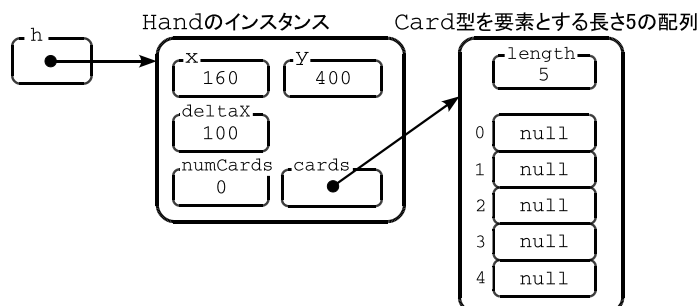 h
Handのインスタンス
Card型を要素とする長さ5の配列
x
160
y
400
deltaX
100
numCards
0
cards
length
5
0 null
1 null
2 null
3 null
4 null